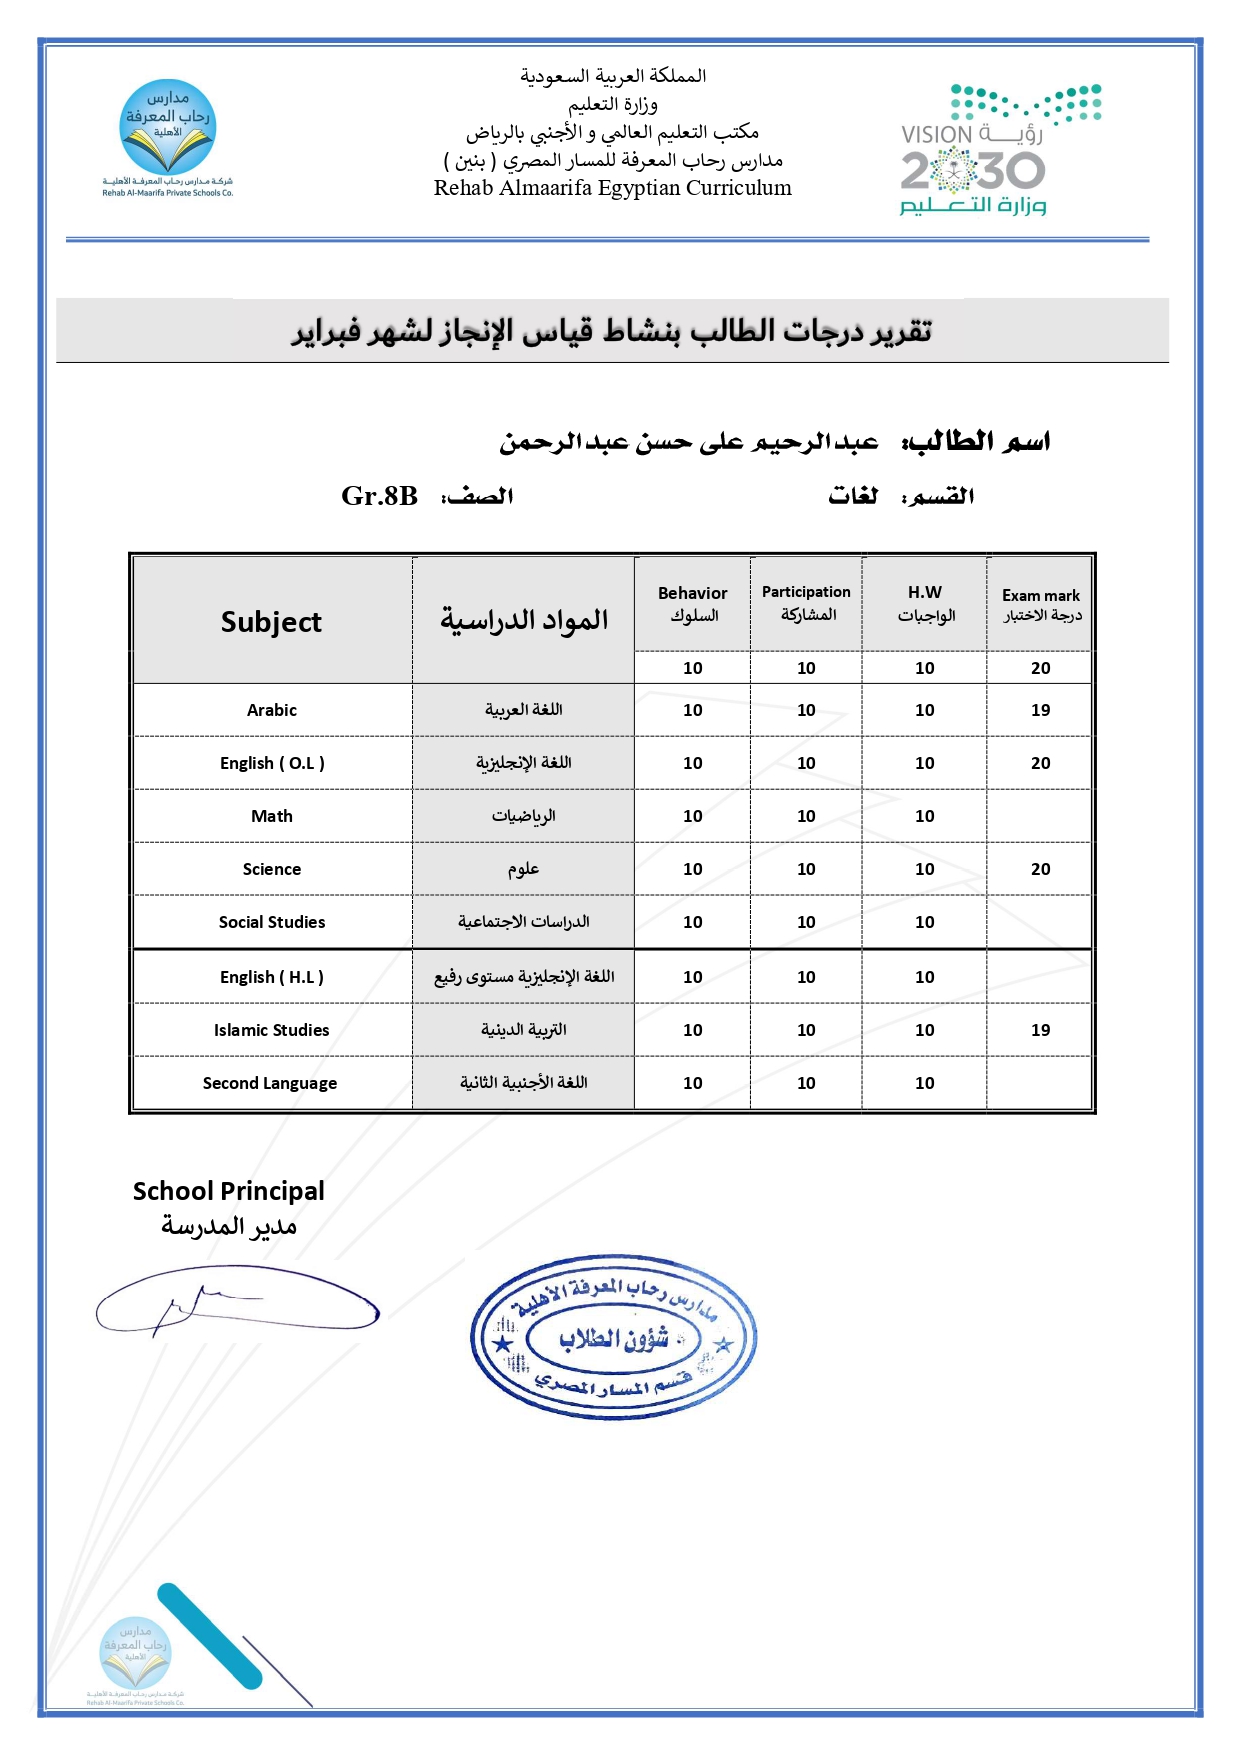 مدارس
رحاب المعرفة
الأهلية
شركة مدارس رحاب المعرفة الأهلية
Rehab Al-Maarifa Private Schools Co.
المملكة العربية السعودية
وزارة التعليم
مكتب التعليم العالمي و الأجنبي بالرياض
مدارس رحاب المعرفة للمسار المصري ( بنين )
Rehab Almaarifa Egyptian Curriculum
VISION رؤية
2030
وزارة التعليم
تقرير درجات الطالب بنشاط قياس الإنجاز لشهر فبراير
اسم الطالب: عبدالرحيم على حسن عبدالرحمن
القسم: لغات الصف: Gr.8B
Subject المواد الدراسية Behavior Participation H.W Exam mark
السلوك المشاركة الواجبات درجة الاختبار
10 10 10 20
Arabic اللغة العربية 10 10 10 19
English ( O.L ) اللغة الإنجليزية 10 10 10 20
Math الرياضيات 10 10 10
Science علوم 10 10 10 20
Social Studies الدراسات الاجتماعية 10 10 10
English ( H.L ) اللغة الإنجليزية مستوى رفيع 10 10 10
Islamic Studies التربية الدينية 10 10 10 19
Second Language اللغة الأجنبية الثانية 10 10 10
School Principal
مدير المدرسة
مدارس رحاب المعرفة الأهلية
شؤون الطلاب
قسم المسار المصري
مدارس
رحاب المعرفة
الأهلية
شركة مدارس رحاب المعرفة الأهلية
Rehab Al-Maarifa Private Schools Co.